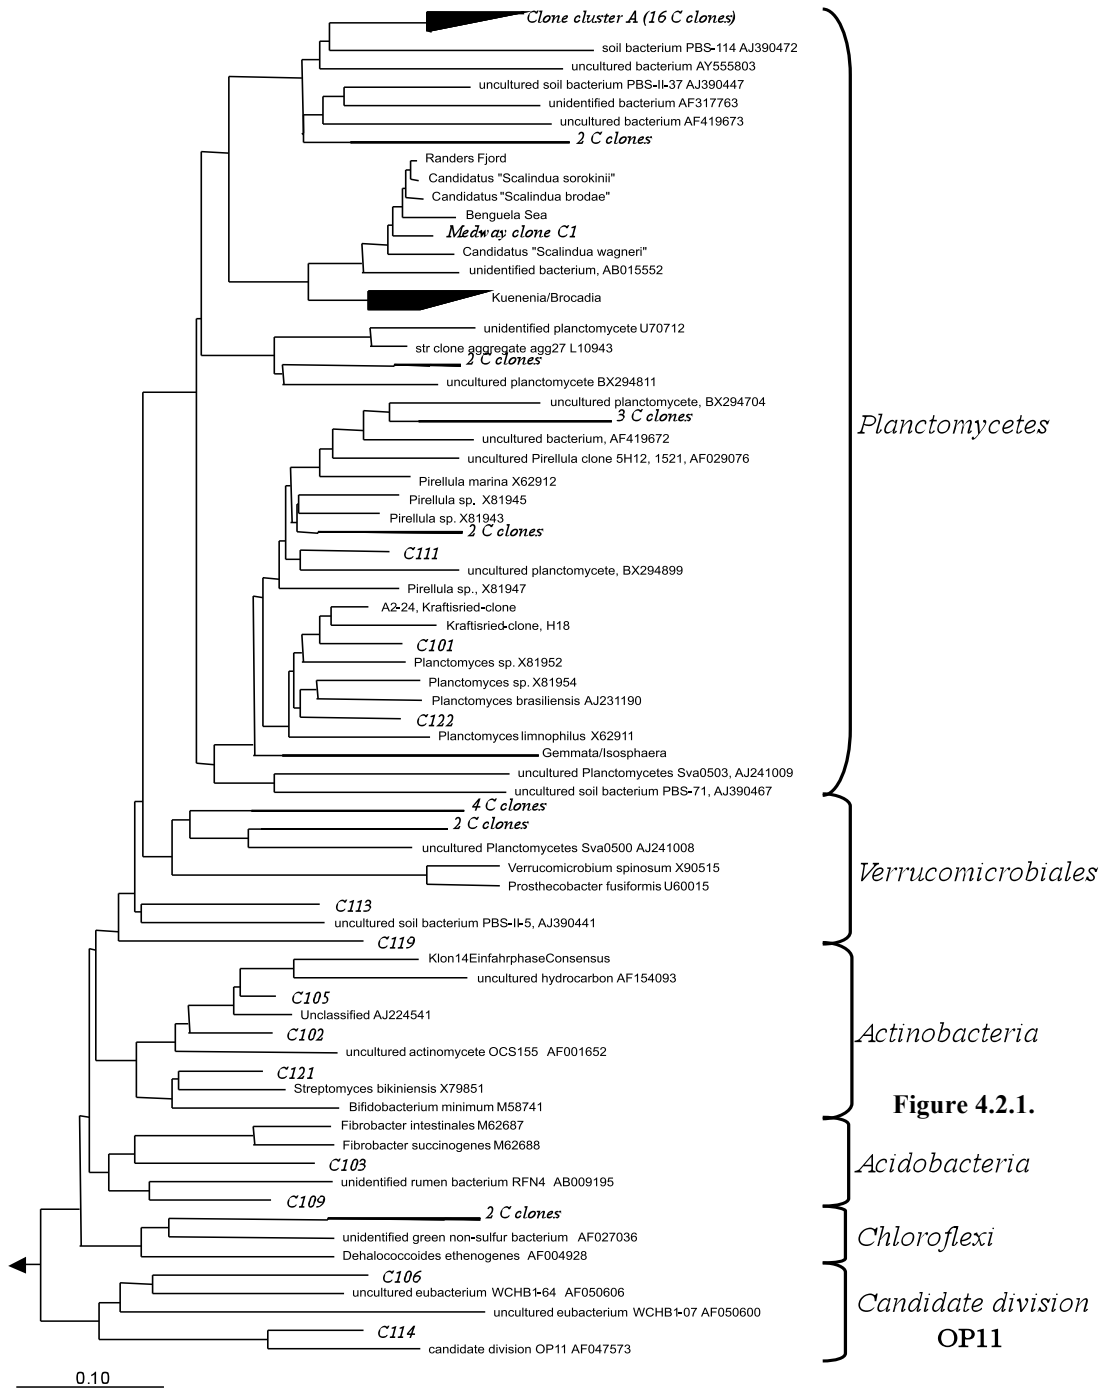 Clone cluster A (16 C clones)
soil bacterium PBS-114 AJ390472
uncultured bacterium AY555803
uncultured soil bacterium PBS-II-37 AJ390447
unidentified bacterium AF317763
uncultured bacterium AF419673
2 C clones
Randers Fjord
Candidatus "Scalindua sorokinii"
Candidatus "Scalindua brodae"
Benguela Sea
Medway clone C1
Candidatus "Scalindua wagneri"
unidentified bacterium, AB015552
Kuenenia/Brocadia
unidentified planctomycete U70712
str clone aggregate agg27 L10943
2 C clones
uncultured planctomycete BX294811
uncultured planctomycete, BX294704
3 C clones
Planctomycetes
uncultured bacterium, AF419672
uncultured Pirellula clone 5H12, 1521, AF029076
Pirellula marina X62912
Pirellula sp. X81945
Pirellula sp. X81943
2 C clones
C111
uncultured planctomycete, BX294899
Pirellula sp., X81947
A2-24, Kraftisried-clone
Kraftisried-clone, H18
C101
Planctomyces sp. X81952
Planctomyces sp. X81954
Planctomyces brasiliensis AJ231190
C122
Planctomyces limnophilus X62911
Gemmata/Isosphaera
uncultured Planctomycetes Sva0503, AJ241009
uncultured soil bacterium PBS-71, AJ390467
4 C clones
2 C clones
uncultured Planctomycetes Sva0500 AJ241008
Verrucomicrobium spinosum X90515
Verrucomicrobiales
Prosthecobacter fusiformis U60015
C113
uncultured soil bacterium PBS-II-5, AJ390441
C119
Klon14EinfahrphaseConsensus
uncultured hydrocarbon AF154093
C105
Unclassified AJ224541
C102
Actinobacteria
uncultured actinomycete OCS155 AF001652
C121
Streptomyces bikiniensis X79851
Bifidobacterium minimum M58741
Figure 4.2.1.
Fibrobacter intestinales M62687
Fibrobacter succinogenes M62688
C103
Acidobacteria
unidentified rumen bacterium RFN4 AB009195
C109
2 C clones
unidentified green non-sulfur bacterium AF027036
Chloroflexi
Dehalococcoides ethenogenes AF004928
C106
uncultured eubacterium WCHB1-64 AF050606
Candidate division
OP11
uncultured eubacterium WCHB1-07 AF050600
C114
candidate division OP11 AF047573
0.10